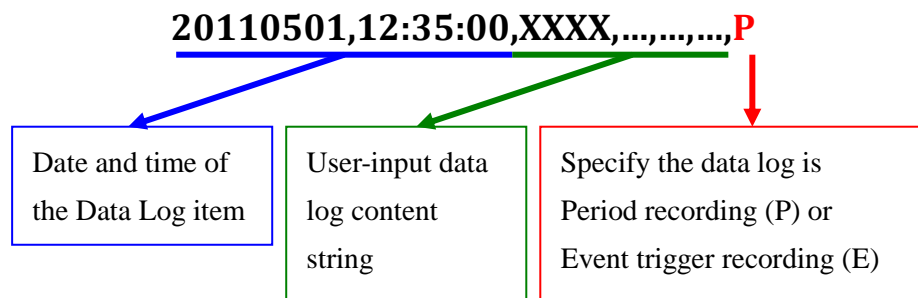 20110501,12:35:00,XXXX,...,...,...,P
Date and time of
the Data Log item
User-input data
log content
string
Specify the data log is
Period recording (P) or
Event trigger recording (E)